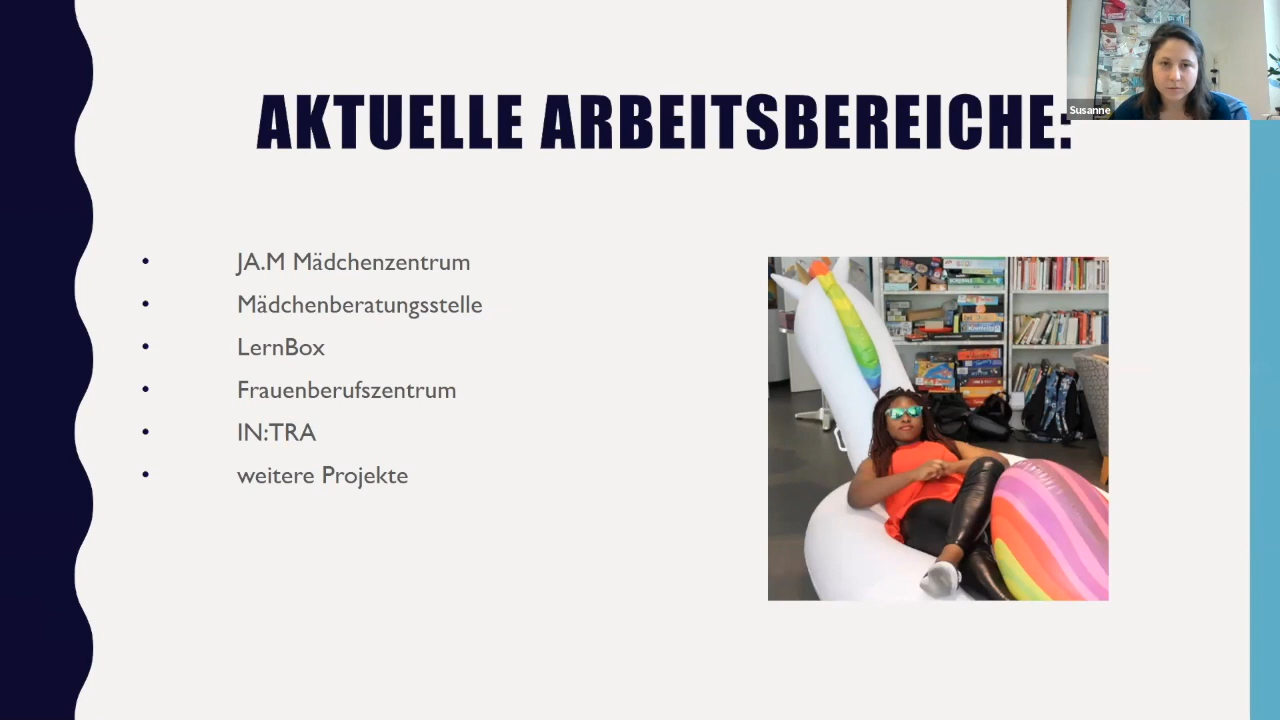 AKTUELLE ARBEITSBEREICHE:
Susanne
• JA.M Mädchenzentrum
• Mädchenberatungsstelle
• LernBox
• Frauenberufszentrum
• IN:TRA
• weitere Projekte